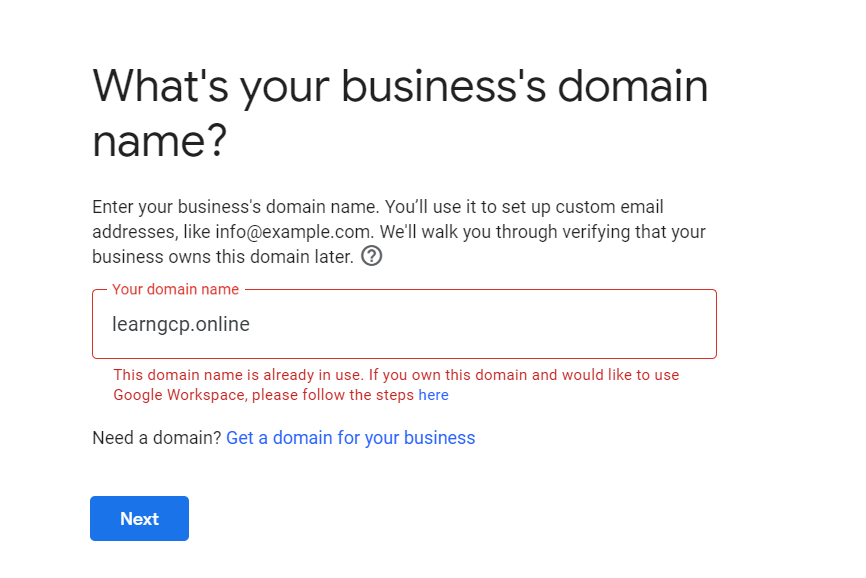 What's your business's domain
name?
Enter your business's domain name. You’ll use it to set up custom email
addresses, like info@example.com. We'll walk you through verifying that your
business owns this domain later. ?
Your domain name
learngcp.online
This domain name is already in use. If you own this domain and would like to use
Google Workspace, please follow the steps here
Need a domain? Get a domain for your business
Next